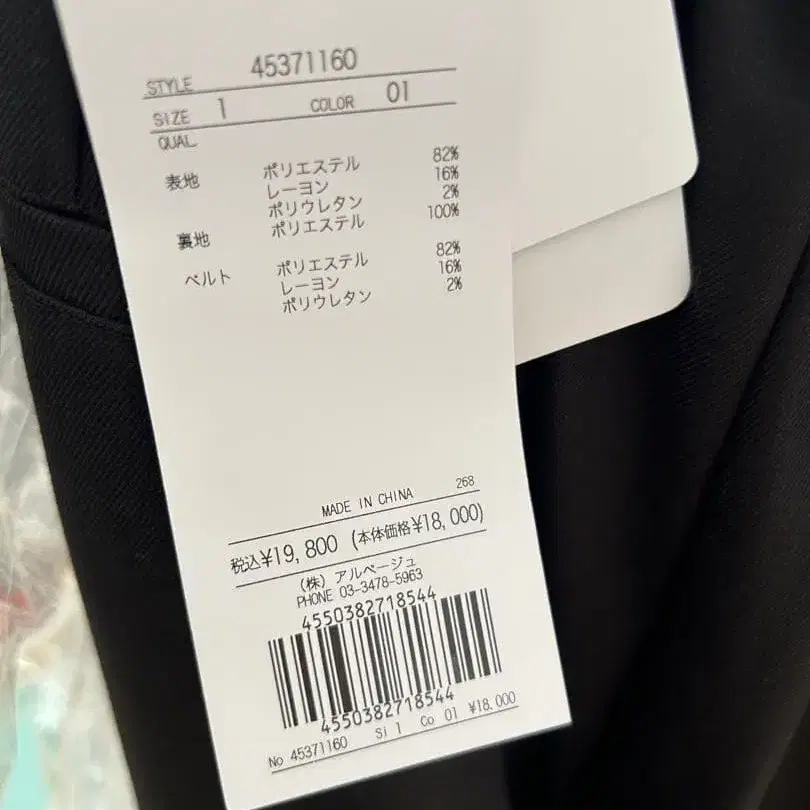 STYLE 45371160
SIZE 1 COLOR 01
QUAL
表地 ポリエステル 82%
レーヨン 16%
ポリウレタン 2%
裏地 ポリエステル 100%
ベルト ポリエステル 82%
レーヨン 16%
ポリウレタン 2%
MADE IN CHINA 268
税込¥19,800 (本体価格¥18,000)
(株) アルページュ
PHONE 03-3478-5963
4550382718544
4550382718544
No 45371160 Si 1 Co 01 ¥18,000